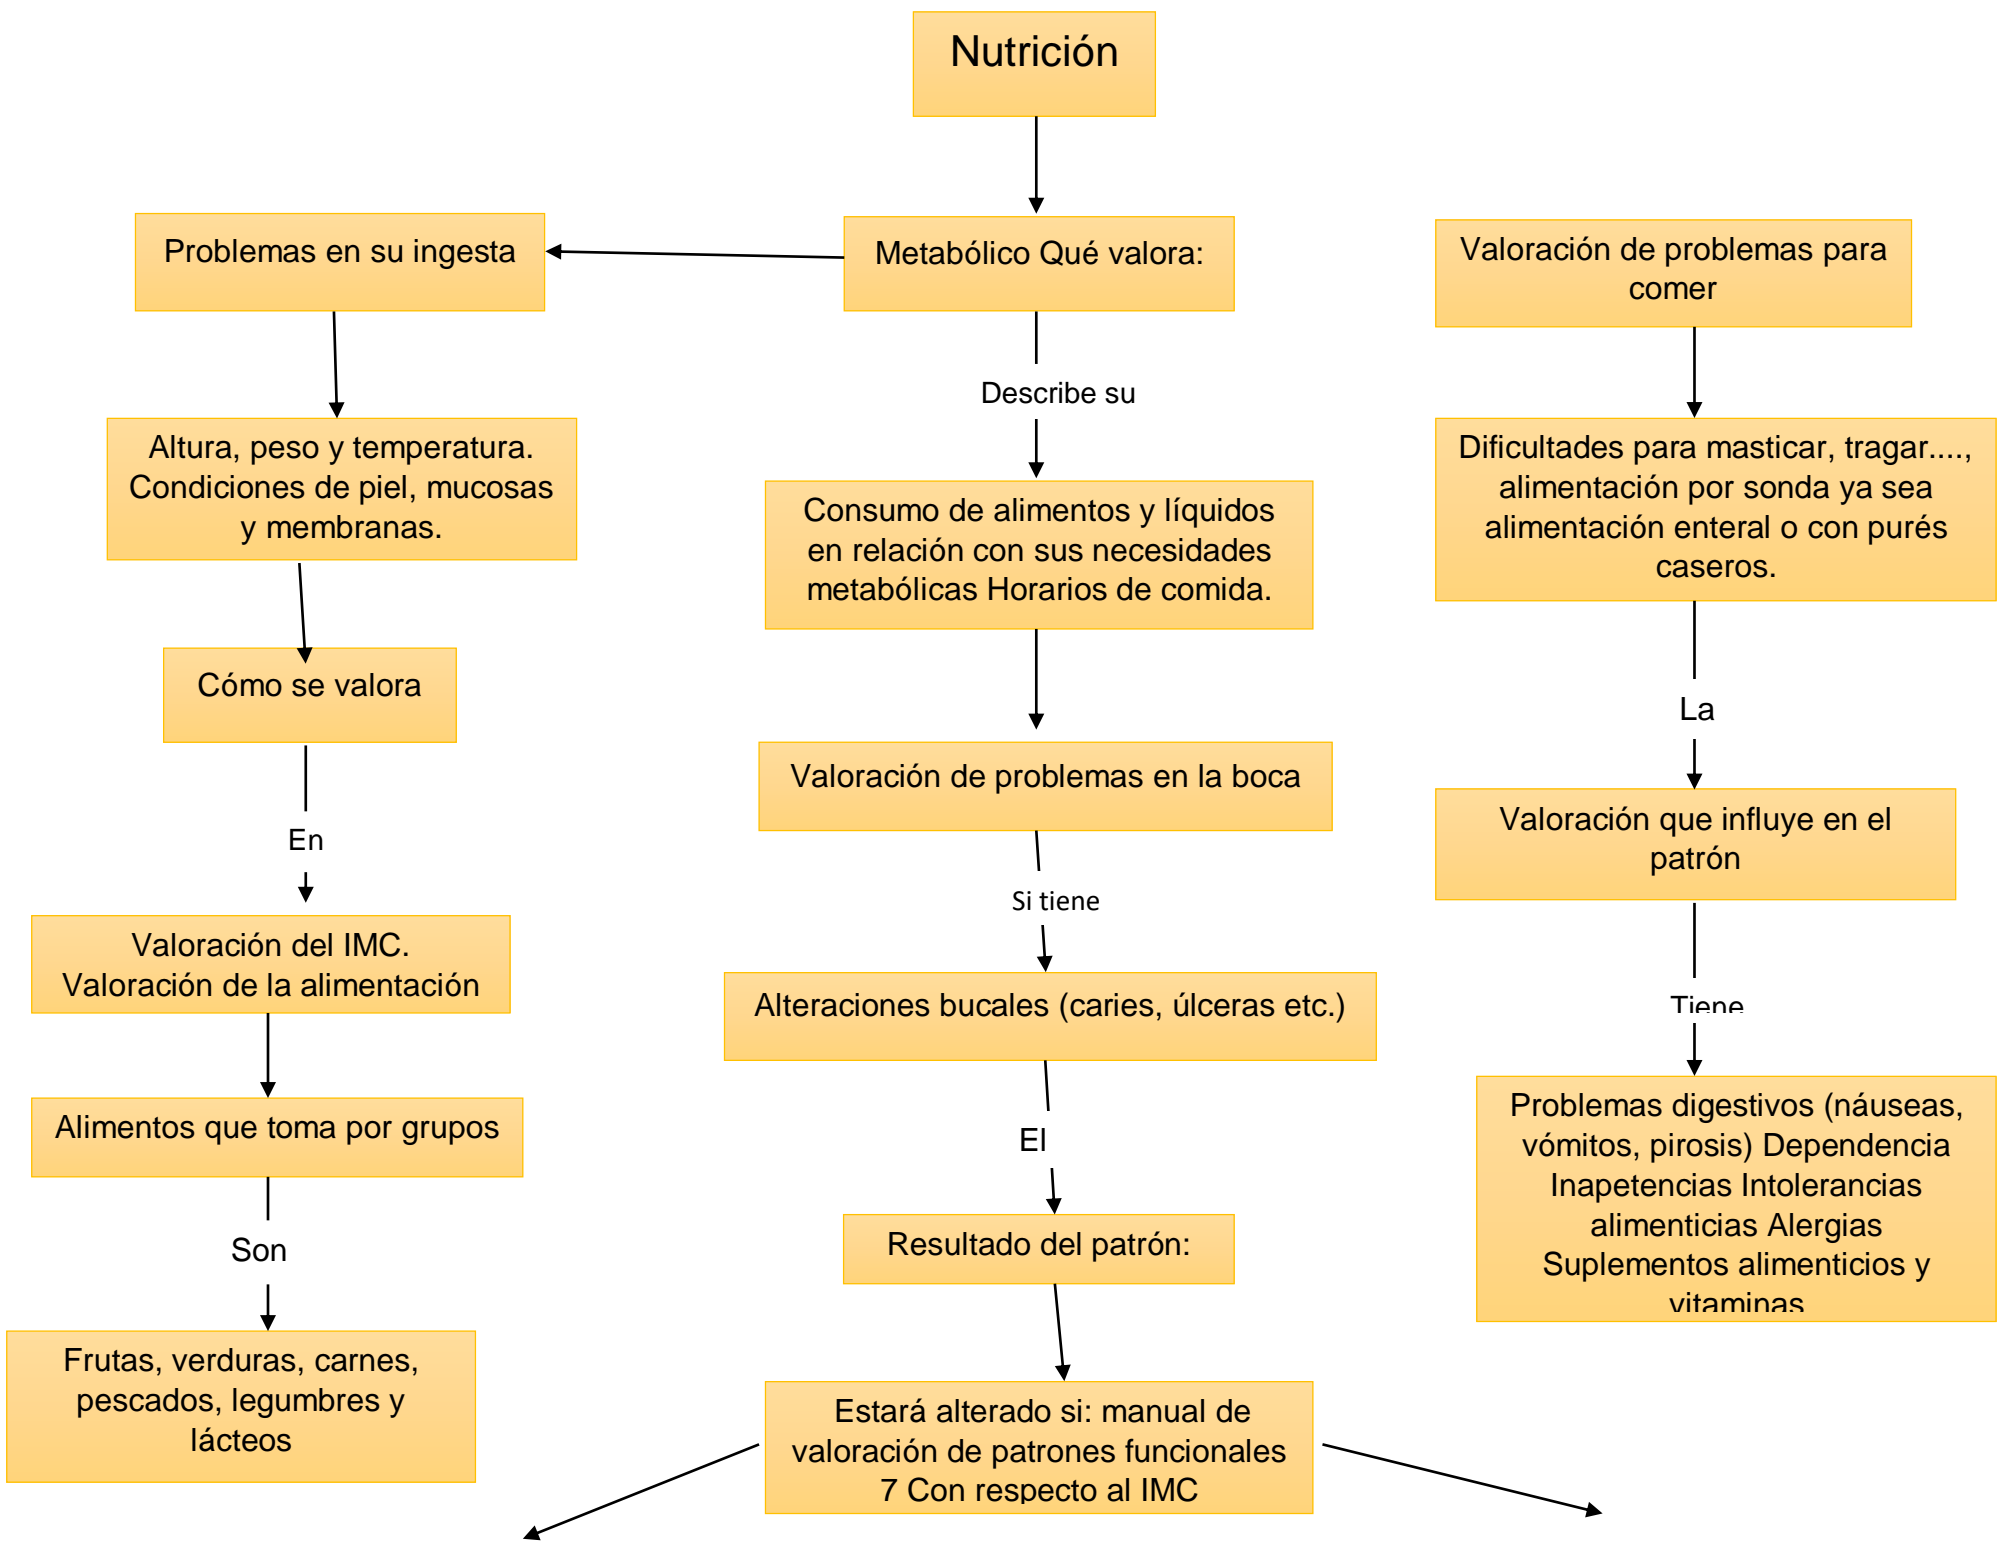 Nutrición
Problemas en su ingesta
Metabólico Qué valora:
Valoración de problemas para
comer
Describe su
Altura, peso y temperatura.
Condiciones de piel, mucosas
y membranas.
Consumo de alimentos y líquidos
en relación con sus necesidades
metabólicas Horarios de comida.
Dificultades para masticar, tragar....,
alimentación por sonda ya sea
alimentación enteral o con purés
caseros.
Cómo se valora
La
Valoración de problemas en la boca
Valoración que influye en el
patrón
En
Si tiene
Valoración del IMC.
Valoración de la alimentación
Alteraciones bucales (caries, úlceras etc.)
Tiene
Alimentos que toma por grupos
El
Problemas digestivos (náuseas,
vómitos, pirosis) Dependencia
Inapetencias Intolerancias
alimenticias Alergias
Suplementos alimenticios y
vitaminas
Son
Resultado del patrón:
Frutas, verduras, carnes,
pescados, legumbres y
lácteos
Estará alterado si: manual de
valoración de patrones funcionales
7 Con respecto al IMC